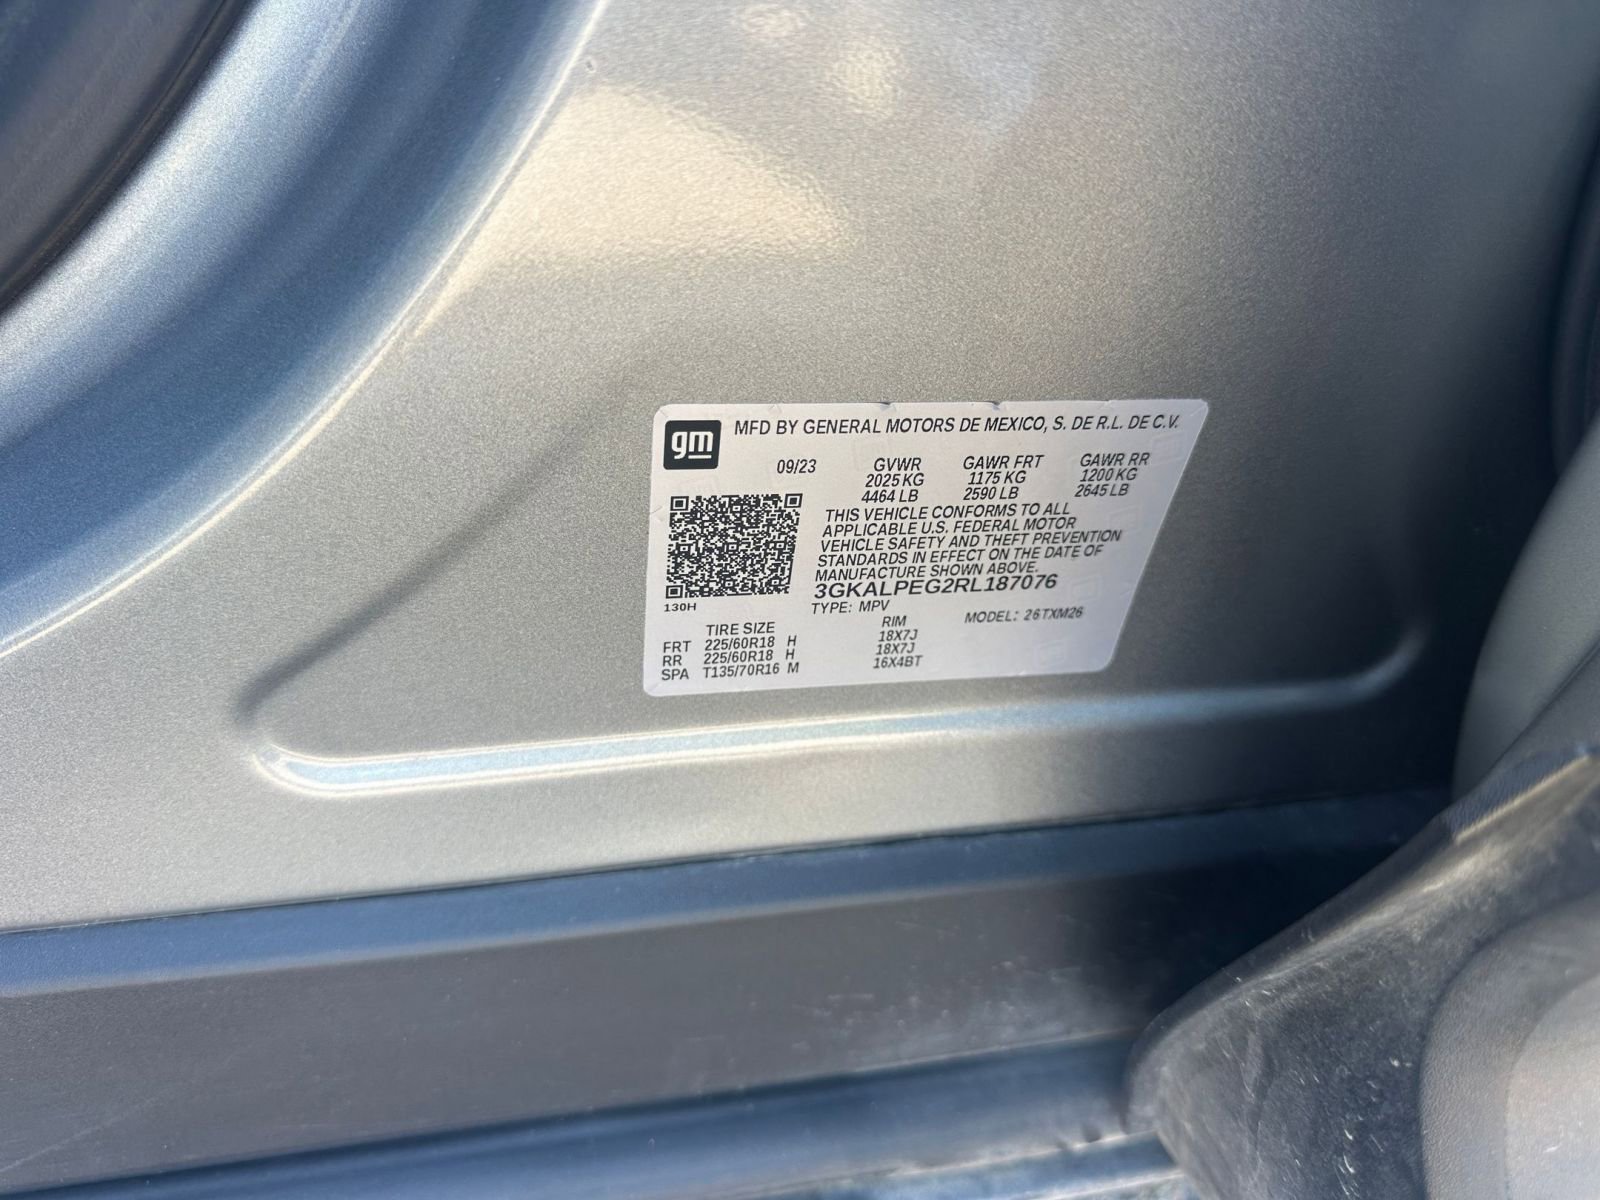 gm
MFD BY GENERAL MOTORS DE MEXICO, S. DE R.L. DE C.V.
09/23 GVWR GAWR FRT GAWR RR
2025 KG 1175 KG 1200 KG
4464 LB 2590 LB 2645 LB
THIS VEHICLE CONFORMS TO ALL
APPLICABLE U.S. FEDERAL MOTOR
VEHICLE SAFETY AND THEFT PREVENTION
STANDARDS IN EFFECT ON THE DATE OF
MANUFACTURE SHOWN ABOVE.
3GKALPEG2RL187076
130H
TYPE: MPV MODEL: 26TXM26
TIRE SIZE RIM
FRT 225/60R18 H 18X7J
RR 225/60R18 H 18X7J
SPA T135/70R16 M 16X4BT